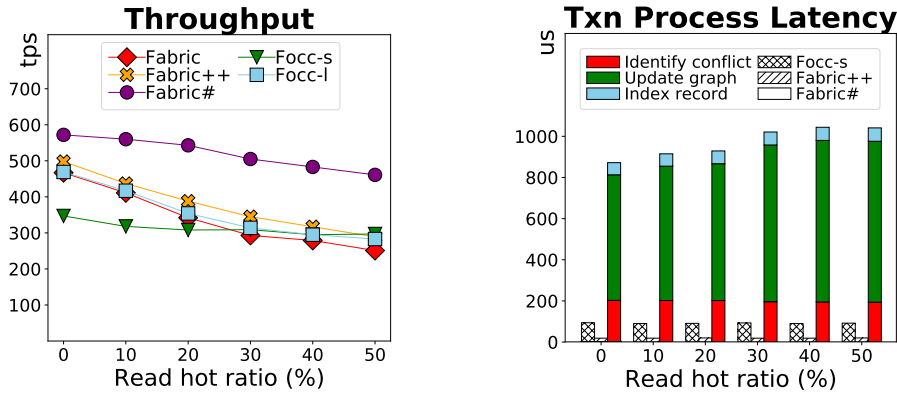 Throughput
tps
Fabric
Fabric++
Fabric#
Focc-s
Focc-l
700
600
500
400
300
200
100
0 10 20 30 40 50
Read hot ratio (%)
Txn Process Latency
us
Identify conflict
Update graph
Index record
Focc-s
Fabric++
Fabric#
1000
800
600
400
200
0
0 10 20 30 40 50
Read hot ratio (%)